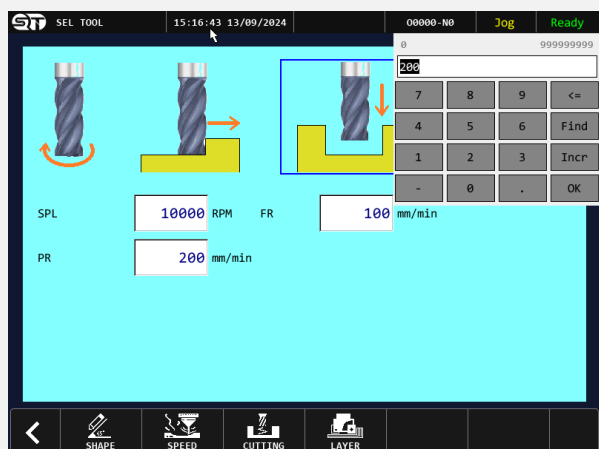 SEL TOOL 15:16:43 13/09/2024 O0000-N0 Jog Ready
0 999999999
200
7 8 9 <=
4 5 6 Find
1 2 3 Incr
- 0 . OK
SPL 10000 RPM FR 100 mm/min
PR 200 mm/min
SHAPE SPEED CUTTING LAYER